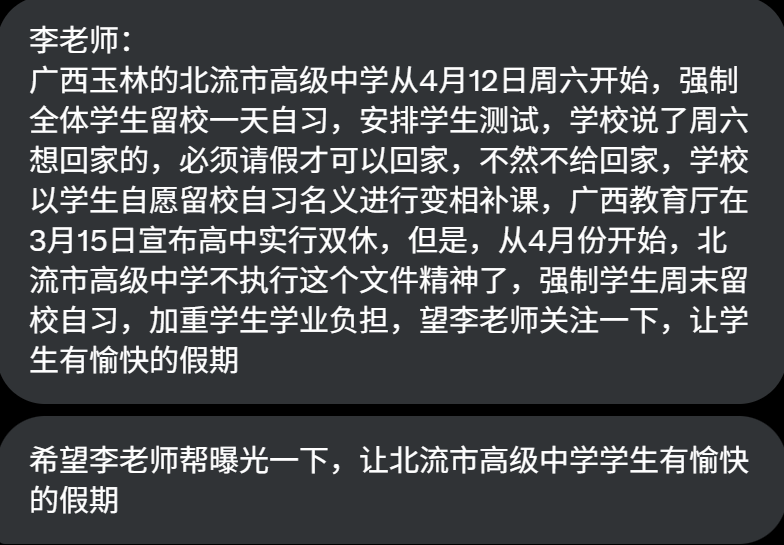 李老师：
广西玉林的北流市高级中学从4月12日周六开始，强制
全体学生留校一天自习，安排学生测试，学校说了周六
想回家的，必须请假才可以回家，不然不给回家，学校
以学生自愿留校自习名义进行变相补课，广西教育厅在
3月15日宣布高中实行双休，但是，从4月份开始，北
流市高级中学不执行这个文件精神了，强制学生周末留
校自习，加重学生学业负担，望李老师关注一下，让学
生有愉快的假期
希望李老师帮曝光一下，让北流市高级中学学生有愉快
的假期